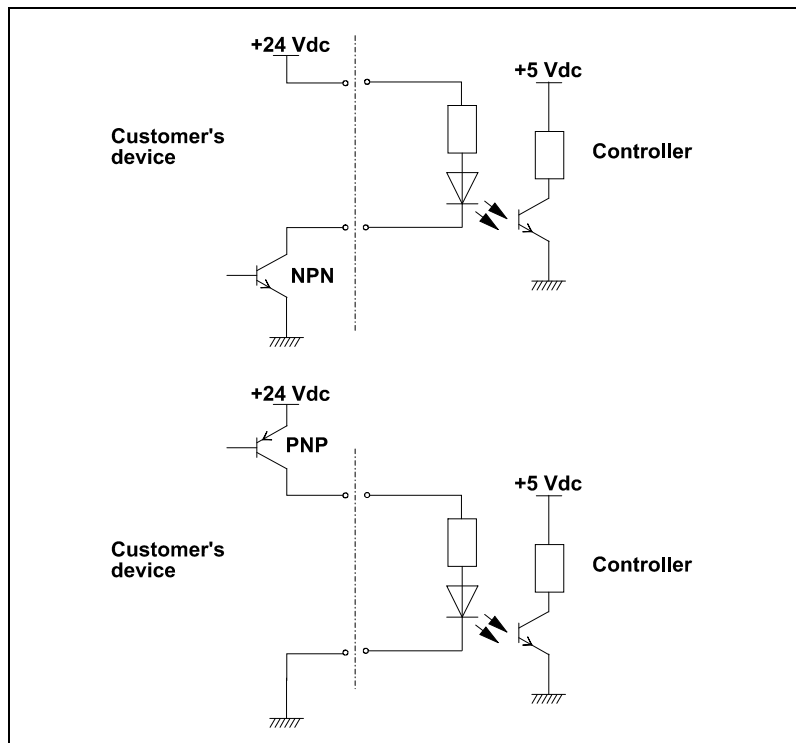 +24 Vdc
+5 Vdc
Customer's
device
Controller
NPN
+24 Vdc
PNP
+5 Vdc
Customer's
device
Controller